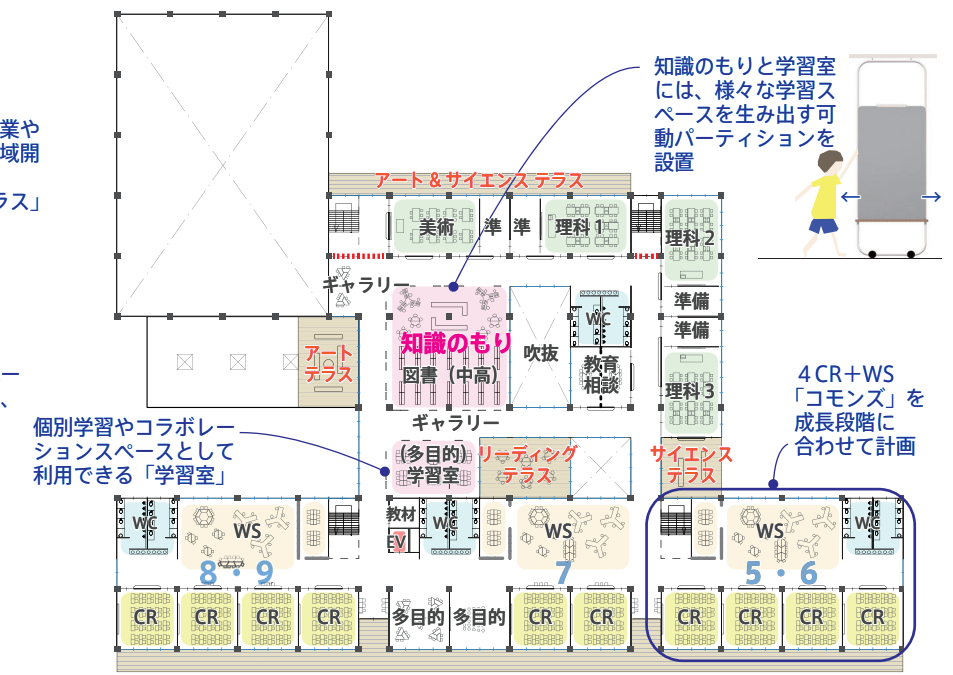 業や
域開
ラス」
ー
、
知識のもりと学習室
には、様々な学習ス
ペースを生み出す可
動パーティションを
設置
アート & サイエンス テラス
美術
準
準
理科 1
理科 2
ギャラリー
準備
WC
準備
知識のもり
吹抜
アート
テラス
図書（中高）
教育
相談
理科 3
4 CR＋WS
「コモンズ」を
成長段階に
合わせて計画
ギャラリー
個別学習やコラボレー
ションスペースとして
利用できる「学習室」
(多目的)
学習室
リーディング
テラス
サイエンス
テラス
WC
WS
8・9
教材
EV
WC
WS
7
WS
5・6
WC
CR
CR
CR
CR
多目的
多目的
CR
CR
CR
CR
CR
CR